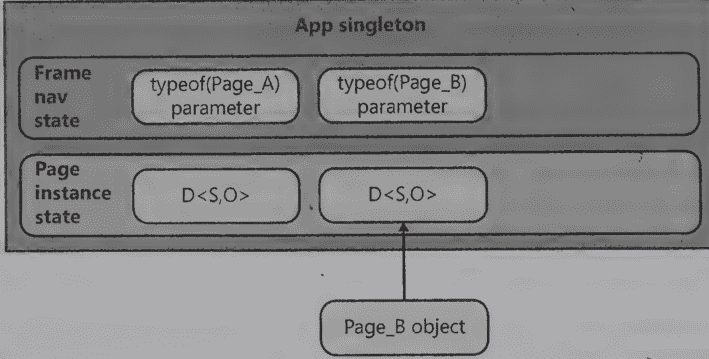 App singleton
Frame
nav
state
typeof(Page_A)
parameter
typeof(Page_B)
parameter
Page
instance
state
D<S,O>
D<S,O>
Page_B object